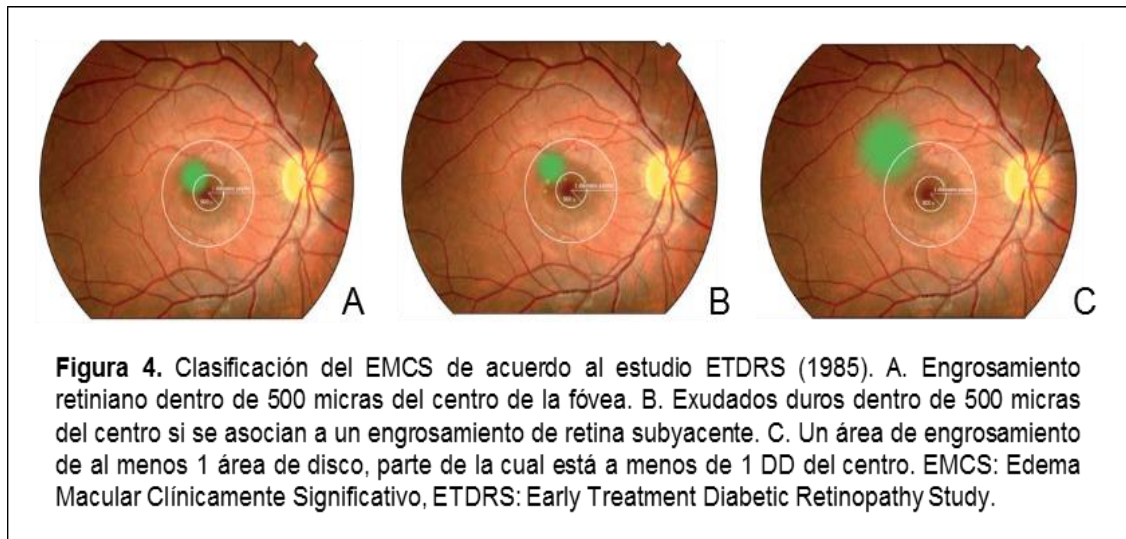 A
B
C
Figura 4. Clasificación del EMCS de acuerdo al estudio ETDRS (1985). A. Engrosamiento
retiniano dentro de 500 micras del centro de la fóvea. B. Exudados duros dentro de 500 micras
del centro si se asocian a un engrosamiento de retina subyacente. C. Un área de engrosamiento
de al menos 1 área de disco, parte de la cual está a menos de 1 DD del centro. EMCS: Edema
Macular Clínicamente Significativo, ETDRS: Early Treatment Diabetic Retinopathy Study.